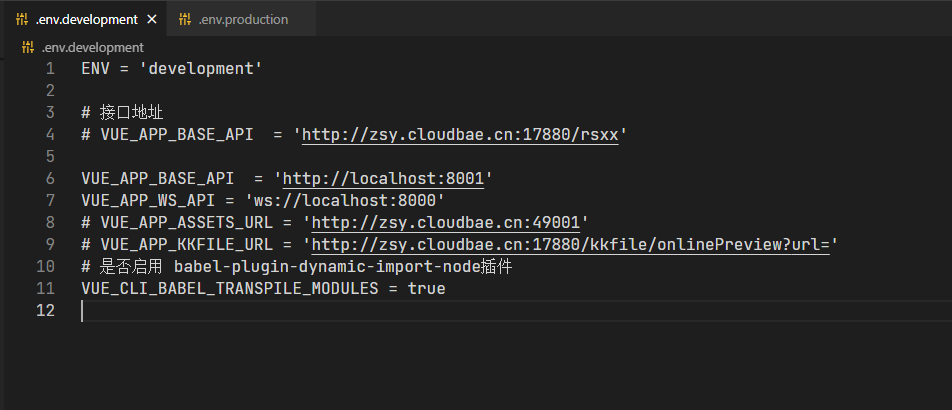 .env.development
.env.production
.env.development
1 ENV = 'development'
2
3 # 接口地址
4 # VUE_APP_BASE_API  = 'http://zsy.cloudbae.cn:17880/rsxx'
5
6 VUE_APP_BASE_API  = 'http://localhost:8001'
7 VUE_APP_WS_API = 'ws://localhost:8000'
8 # VUE_APP_ASSETS_URL = 'http://zsy.cloudbae.cn:49001'
9 # VUE_APP_KKFILE_URL = 'http://zsy.cloudbae.cn:17880/kkfile/onlinePreview?url='
10 # 是否启用 babel-plugin-dynamic-import-node插件
11 VUE_CLI_BABEL_TRANSPILE_MODULES = true
12